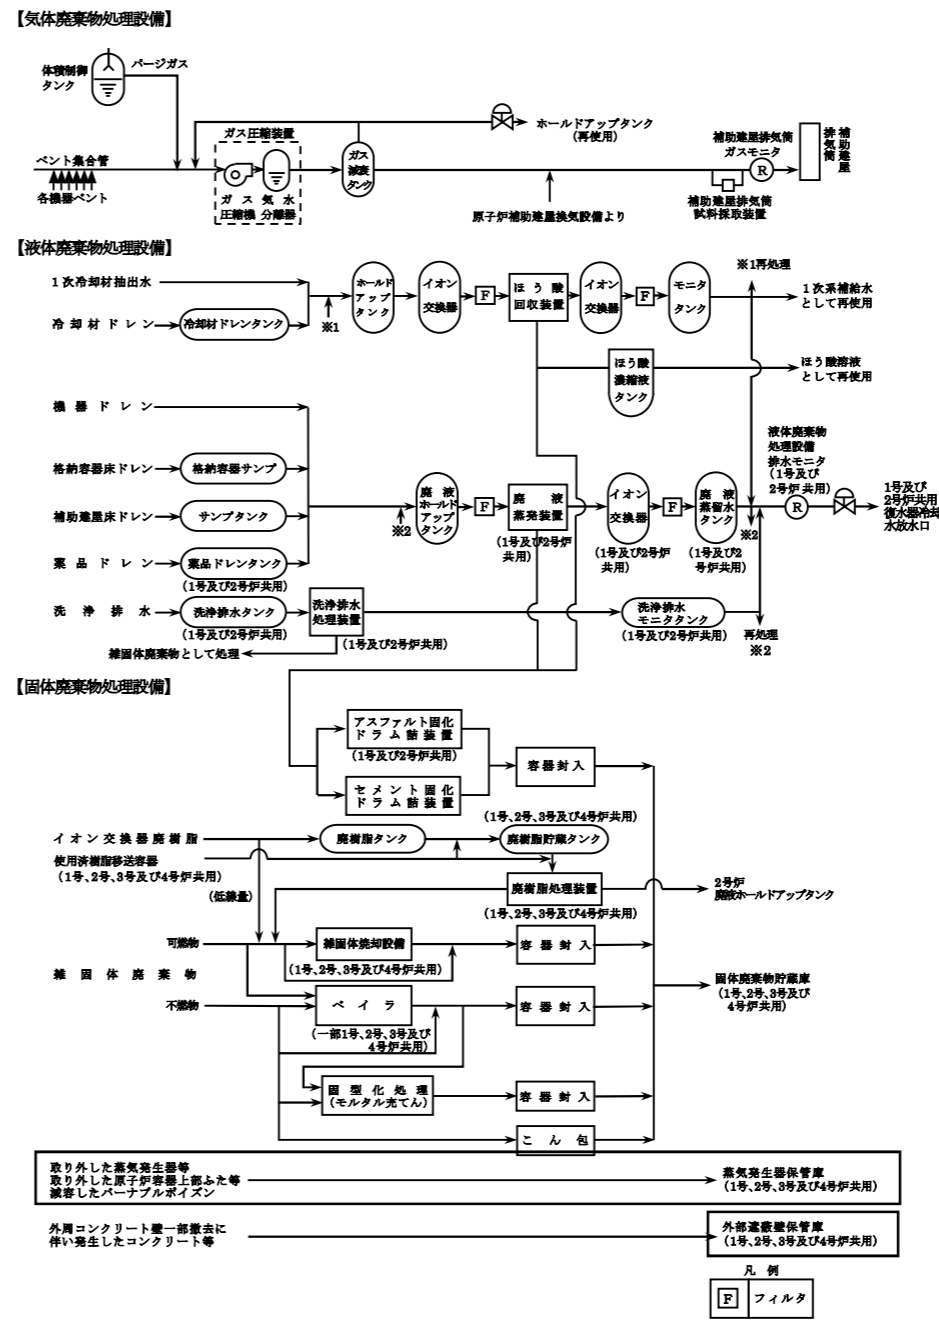 【気体廃棄物処理設備】
体積制御
タンク
パージガス
ホールドアップタンク
(再使用)
ガス圧縮装置
ガス
減衰
タンク
補助建屋排気筒
ガスモニタ
R
補助建屋
排気筒
ベント集合管
各機器ベント
ガス
圧縮機
気水
分離器
原子炉補助建屋換気設備より
補助建屋排気筒
試料採取装置
【液体廃棄物処理設備】
1次冷却材抽出水
冷却材ドレン
冷却材ドレンタンク
※1
ホールド
アップ
タンク
イオン
交換器
F
ほう酸
回収装置
イオン
交換器
F
モニタ
タンク
※1再処理
1次系補給水
として再使用
ほう酸
濃縮液
タンク
ほう酸溶液
として再使用
機器ドレン
格納容器床ドレン
格納容器サンプ
補助建屋床ドレン
サンプタンク
薬品ドレン
薬品ドレンタンク
(1号及び2号炉共用)
※2
廃液
ホールド
アップ
タンク
F
廃液
蒸発装置
(1号及び2号炉
共用)
イオン
交換器
(1号及び2号炉
共用)
F
廃液
蒸留水
タンク
(1号及び2
号炉共用)
※2
液体廃棄物
処理設備
排水モニタ
(1号及び
2号炉共用)
R
1号及び
2号炉共用
復水器冷却
水放水口
洗浄排水
洗浄排水タンク
(1号及び2号炉共用)
洗浄排水
処理装置
(1号及び2号炉共用)
雑固体廃棄物として処理
洗浄排水
モニタタンク
(1号及び2号炉共用)
再処理
※2
【固体廃棄物処理設備】
アスファルト固化
ドラム詰装置
(1号及び2号炉共用)
セメント固化
ドラム詰装置
容器封入
イオン交換器廃樹脂
廃樹脂タンク
(1号、2号、3号及び4号炉共用)
廃樹脂貯蔵タンク
使用済樹脂移送容器
(1号、2号、3号及び4号炉共用)
(低線量)
廃樹脂処理装置
(1号、2号、3号及び4号炉共用)
2号炉
廃液ホールドアップタンク
可燃物
雑固体焼却設備
(1号、2号、3号及び4号炉共用)
容器封入
雑固体廃棄物
不燃物
ベイラ
(一部1号、2号、3号及び
4号炉共用)
容器封入
固体廃棄物貯蔵庫
(1号、2号、3号及び
4号炉共用)
固型化処理
(モルタル充てん)
容器封入
こん包
取り外した蒸気発生器等
取り外した原子炉容器上部ふた等
減容したバーナブルポイズン
蒸気発生器保管庫
(1号、2号、3号及び4号炉共用)
外周コンクリート壁一部撤去に
伴い発生したコンクリート等
外部遮蔽壁保管庫
(1号、2号、3号及び4号炉共用)
凡例
F
フィルタ